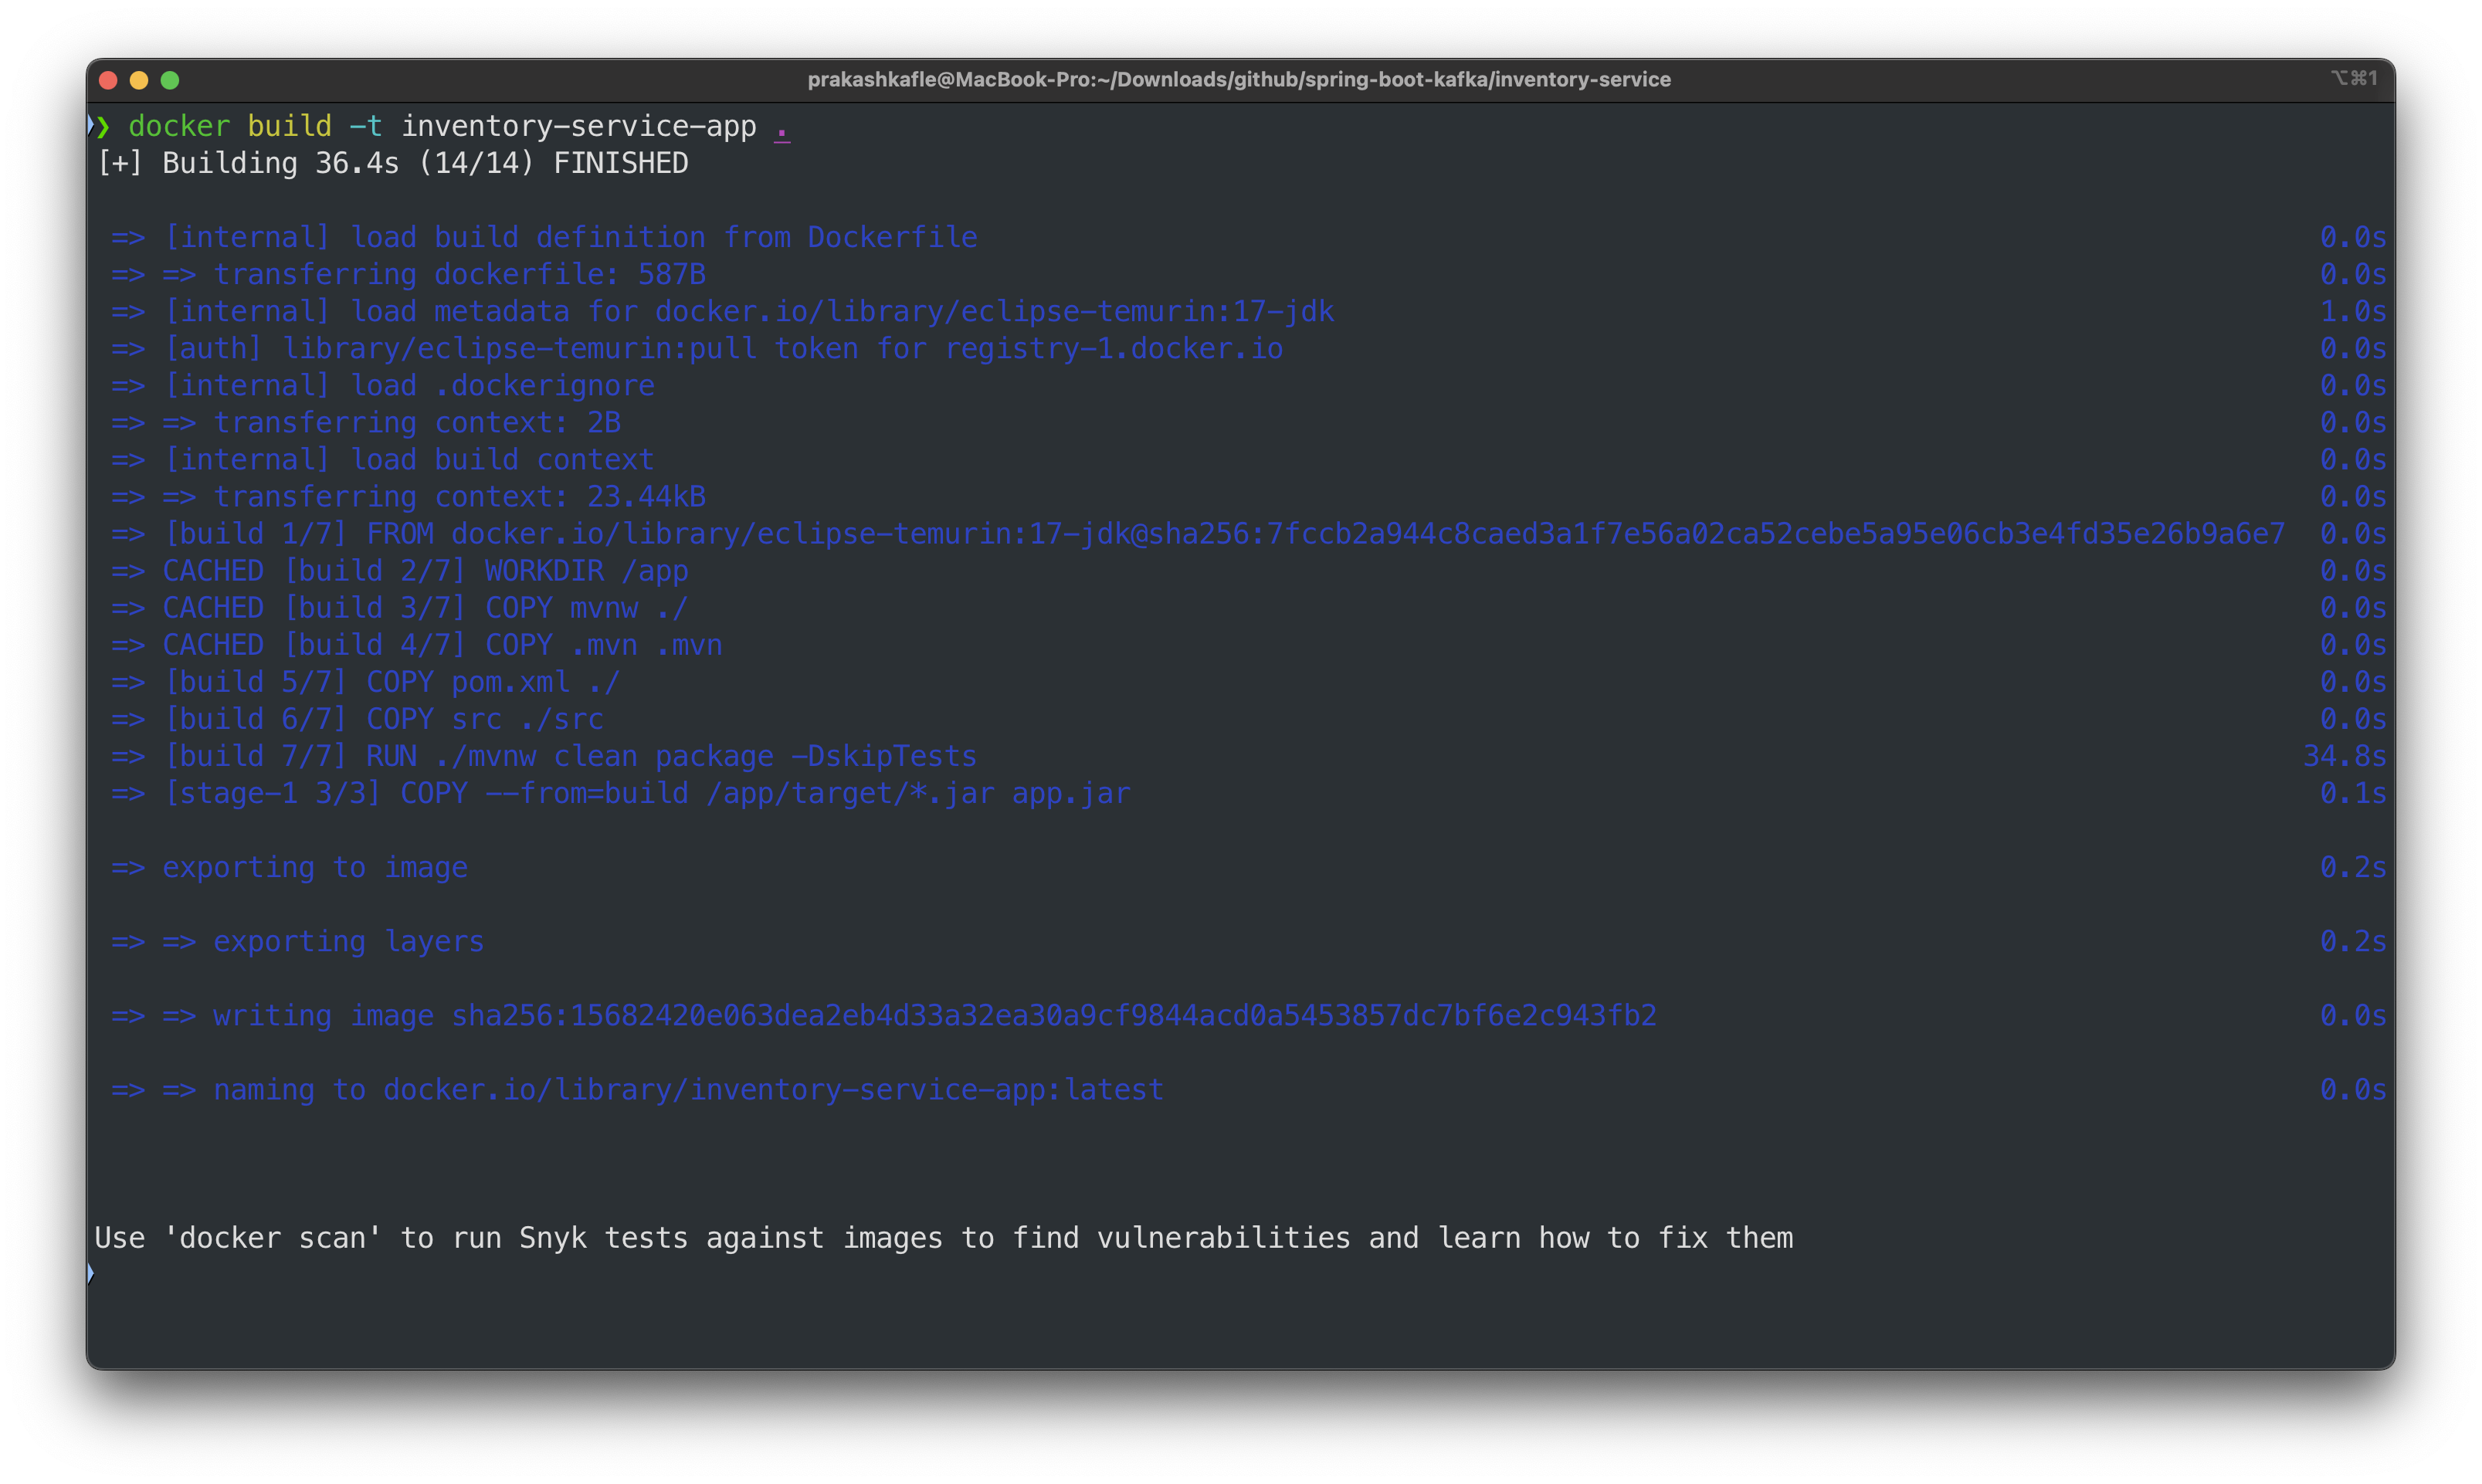 prakashkafle@MacBook-Pro:~/Downloads/github/spring-boot-kafka/inventory-service ⌥⌘1
❯ docker build -t inventory-service-app .
[+] Building 36.4s (14/14) FINISHED
=> [internal] load build definition from Dockerfile 0.0s
=> => transferring dockerfile: 587B 0.0s
=> [internal] load metadata for docker.io/library/eclipse-temurin:17-jdk 1.0s
=> [auth] library/eclipse-temurin:pull token for registry-1.docker.io 0.0s
=> [internal] load .dockerignore 0.0s
=> => transferring context: 2B 0.0s
=> [internal] load build context 0.0s
=> => transferring context: 23.44kB 0.0s
=> [build 1/7] FROM docker.io/library/eclipse-temurin:17-jdk@sha256:7fccb2a944c8caed3a1f7e56a02ca52cebe5a95e06cb3e4fd35e26b9a6e7 0.0s
=> CACHED [build 2/7] WORKDIR /app 0.0s
=> CACHED [build 3/7] COPY mvnw ./ 0.0s
=> CACHED [build 4/7] COPY .mvn .mvn 0.0s
=> [build 5/7] COPY pom.xml ./ 0.0s
=> [build 6/7] COPY src ./src 0.0s
=> [build 7/7] RUN ./mvnw clean package -DskipTests 34.8s
=> [stage-1 3/3] COPY --from=build /app/target/*.jar app.jar 0.1s
=> exporting to image 0.2s
=> => exporting layers 0.2s
=> => writing image sha256:15682420e063dea2eb4d33a32ea30a9cf9844acd0a5453857dc7bf6e2c943fb2 0.0s
=> => naming to docker.io/library/inventory-service-app:latest 0.0s
Use 'docker scan' to run Snyk tests against images to find vulnerabilities and learn how to fix them